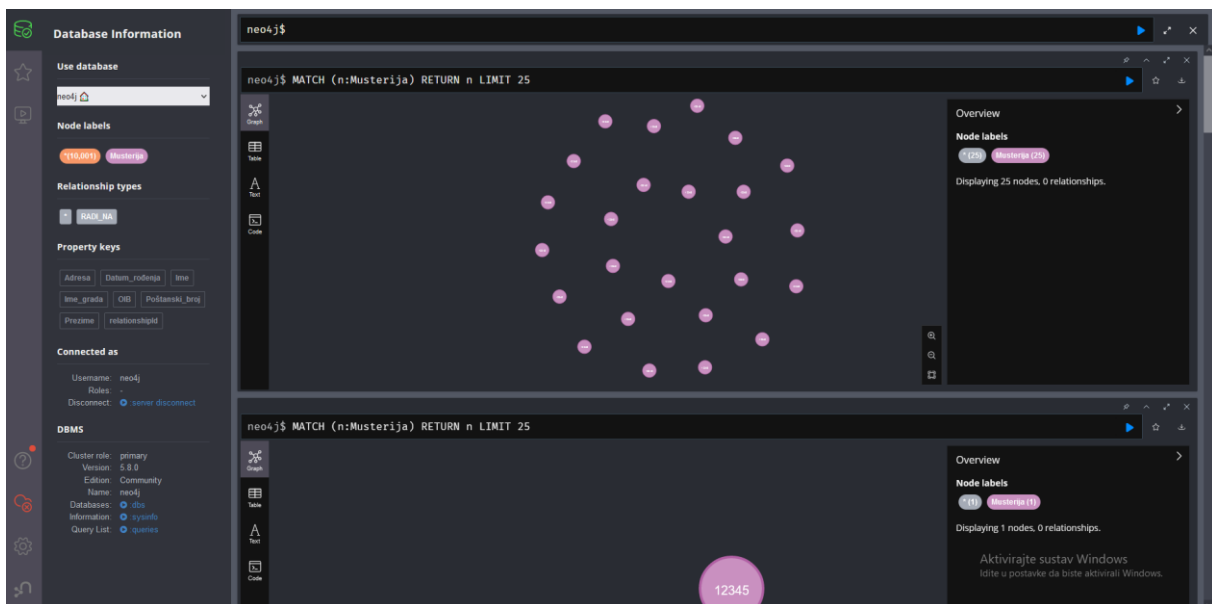 Database Information
Use database
neo4j
Node labels
*(10,001) Musterija
Relationship types
* RADI_NA
Property keys
Adresa Datum_rođenja Ime
Ime_grada OIB Poštanski_broj
Prezime relationshipId
Connected as
Username: neo4j
Roles: -
Disconnect: :server disconnect
DBMS
Cluster role: primary
Version: 5.8.0
Edition: Community
Name: neo4j
Databases: :dbs
Information: :sysinfo
Query List: :queries
neo4j$
neo4j$ MATCH (n:Musterija) RETURN n LIMIT 25
Graph
Table
A
Text
Code
Overview
Node labels
* (25) Musterija (25)
Displaying 25 nodes, 0 relationships.
neo4j$ MATCH (n:Musterija) RETURN n LIMIT 25
Graph
Table
A
Text
Code
12345
Overview
Node labels
* (1) Musterija (1)
Displaying 1 nodes, 0 relationships.
Aktivirajte sustav Windows
Idite u postavke da biste aktivirali Windows.